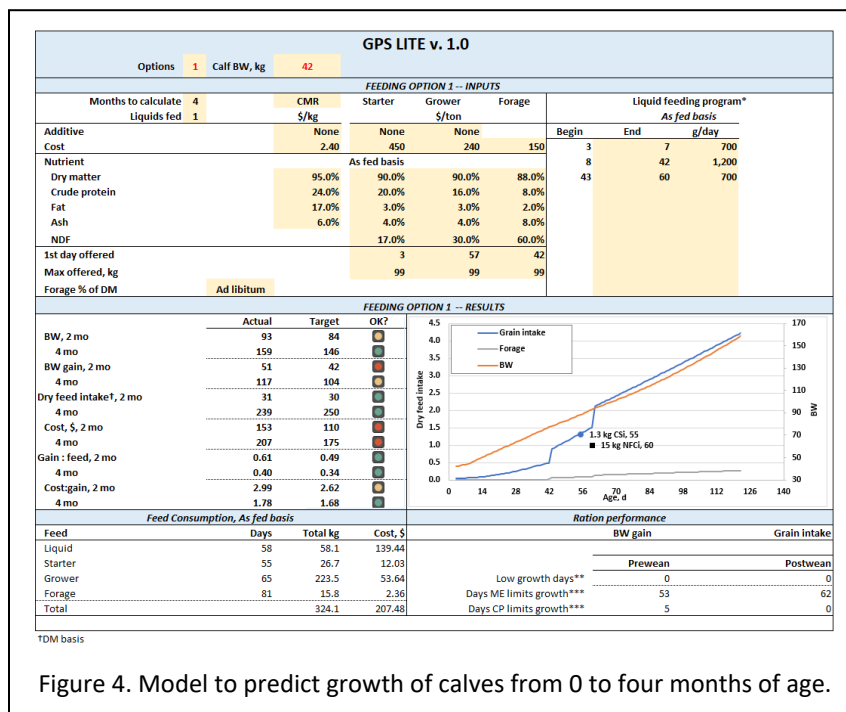 GPS LITE v. 1.0
Options 1 Calf BW, kg 42
FEEDING OPTION 1 -- INPUTS
Months to calculate 4 CMR Starter Grower Forage Liquid feeding program*
Liquids fed 1 $/kg $/ton As fed basis
Additive None None None Begin End g/day
Cost 2.40 450 240 150 3 7 700
Nutrient As fed basis 8 42 1,200
Dry matter 95.0% 90.0% 90.0% 88.0% 43 60 700
Crude protein 24.0% 20.0% 16.0% 8.0%
Fat 17.0% 3.0% 3.0% 2.0%
Ash 6.0% 4.0% 4.0% 8.0%
NDF 17.0% 30.0% 60.0%
1st day offered 3 57 42
Max offered, kg 99 99 99
Forage % of DM Ad libitum
FEEDING OPTION 1 -- RESULTS
Actual Target OK?
BW, 2 mo 93 84
4 mo 159 146
BW gain, 2 mo 51 42
4 mo 117 104
Dry feed intake†, 2 mo 31 30
4 mo 239 250
Cost, $, 2 mo 153 110
4 mo 207 175
Gain : feed, 2 mo 0.61 0.49
4 mo 0.40 0.34
Cost:gain, 2 mo 2.99 2.62
4 mo 1.78 1.68
Dry feed intake
4.5
4.0
3.5
3.0
2.5
2.0
1.5
1.0
0.5
0.0
Grain intake
Forage
BW
1.3 kg CSi, 55
15 kg NFCi, 60
170
150
130
110
90
70
50
30
BW
0 14 28 42 56 70 84 98 112 126 140
Age, d
Feed Consumption, As fed basis
Feed Days Total kg Cost, $
Liquid 58 58.1 139.44
Starter 55 26.7 12.03
Grower 65 223.5 53.64
Forage 81 15.8 2.36
Total 324.1 207.48
Ration performance
BW gain Grain intake
Prewean Postwean
Low growth days** 0 0
Days ME limits growth*** 53 62
Days CP limits growth*** 5 0
†DM basis
Figure 4. Model to predict growth of calves from 0 to four months of age.